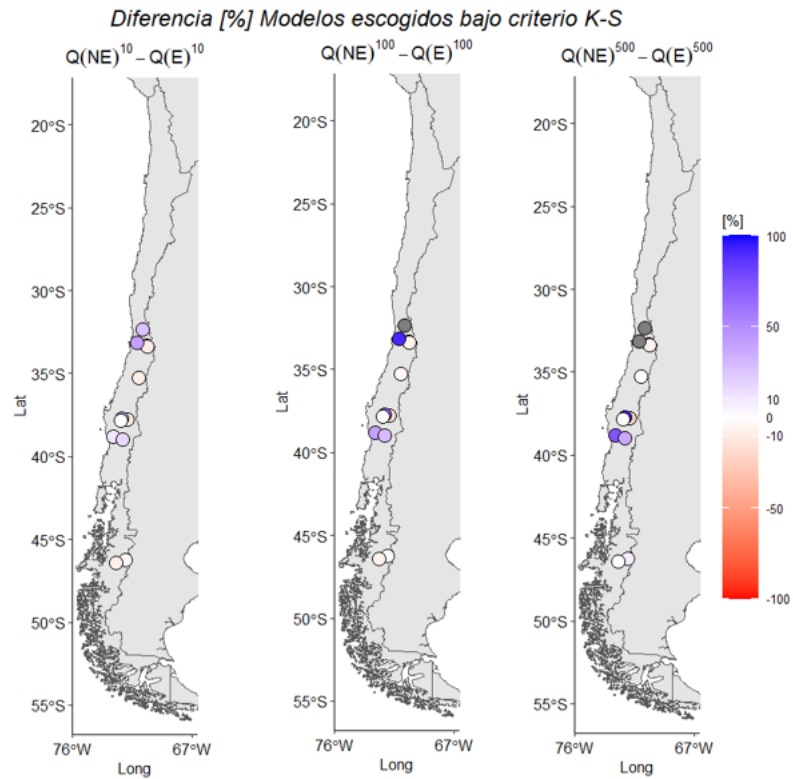 Diferencia [%] Modelos escogidos bajo criterio K-S
Q(NE)^10 − Q(E)^10
Q(NE)^100 − Q(E)^100
Q(NE)^500 − Q(E)^500
20°S
25°S
30°S
35°S
40°S
45°S
50°S
55°S
Lat
76°W
67°W
Long
20°S
25°S
30°S
35°S
40°S
45°S
50°S
55°S
Lat
76°W
67°W
Long
20°S
25°S
30°S
35°S
40°S
45°S
50°S
55°S
Lat
76°W
67°W
Long
[%]
100
50
10
0
-10
-50
-100